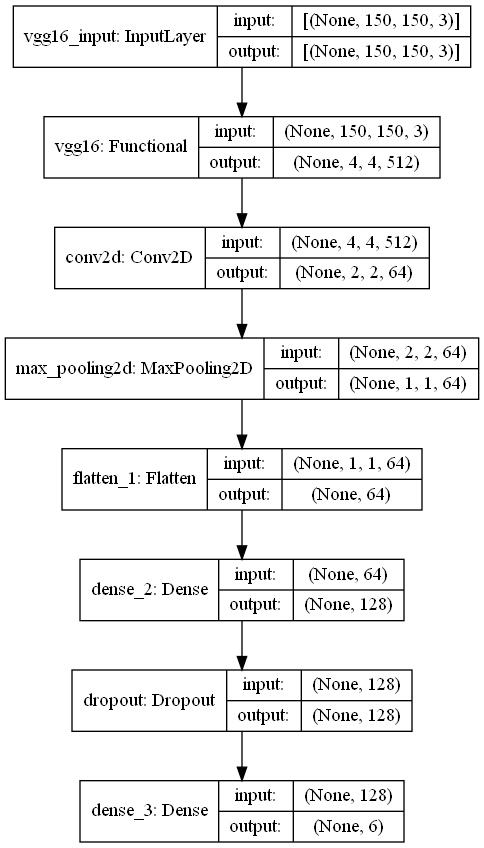 vgg16_input: InputLayer
input:
[(None, 150, 150, 3)]
output:
[(None, 150, 150, 3)]
vgg16: Functional
input:
(None, 150, 150, 3)
output:
(None, 4, 4, 512)
conv2d: Conv2D
input:
(None, 4, 4, 512)
output:
(None, 2, 2, 64)
max_pooling2d: MaxPooling2D
input:
(None, 2, 2, 64)
output:
(None, 1, 1, 64)
flatten_1: Flatten
input:
(None, 1, 1, 64)
output:
(None, 64)
dense_2: Dense
input:
(None, 64)
output:
(None, 128)
dropout: Dropout
input:
(None, 128)
output:
(None, 128)
dense_3: Dense
input:
(None, 128)
output:
(None, 6)